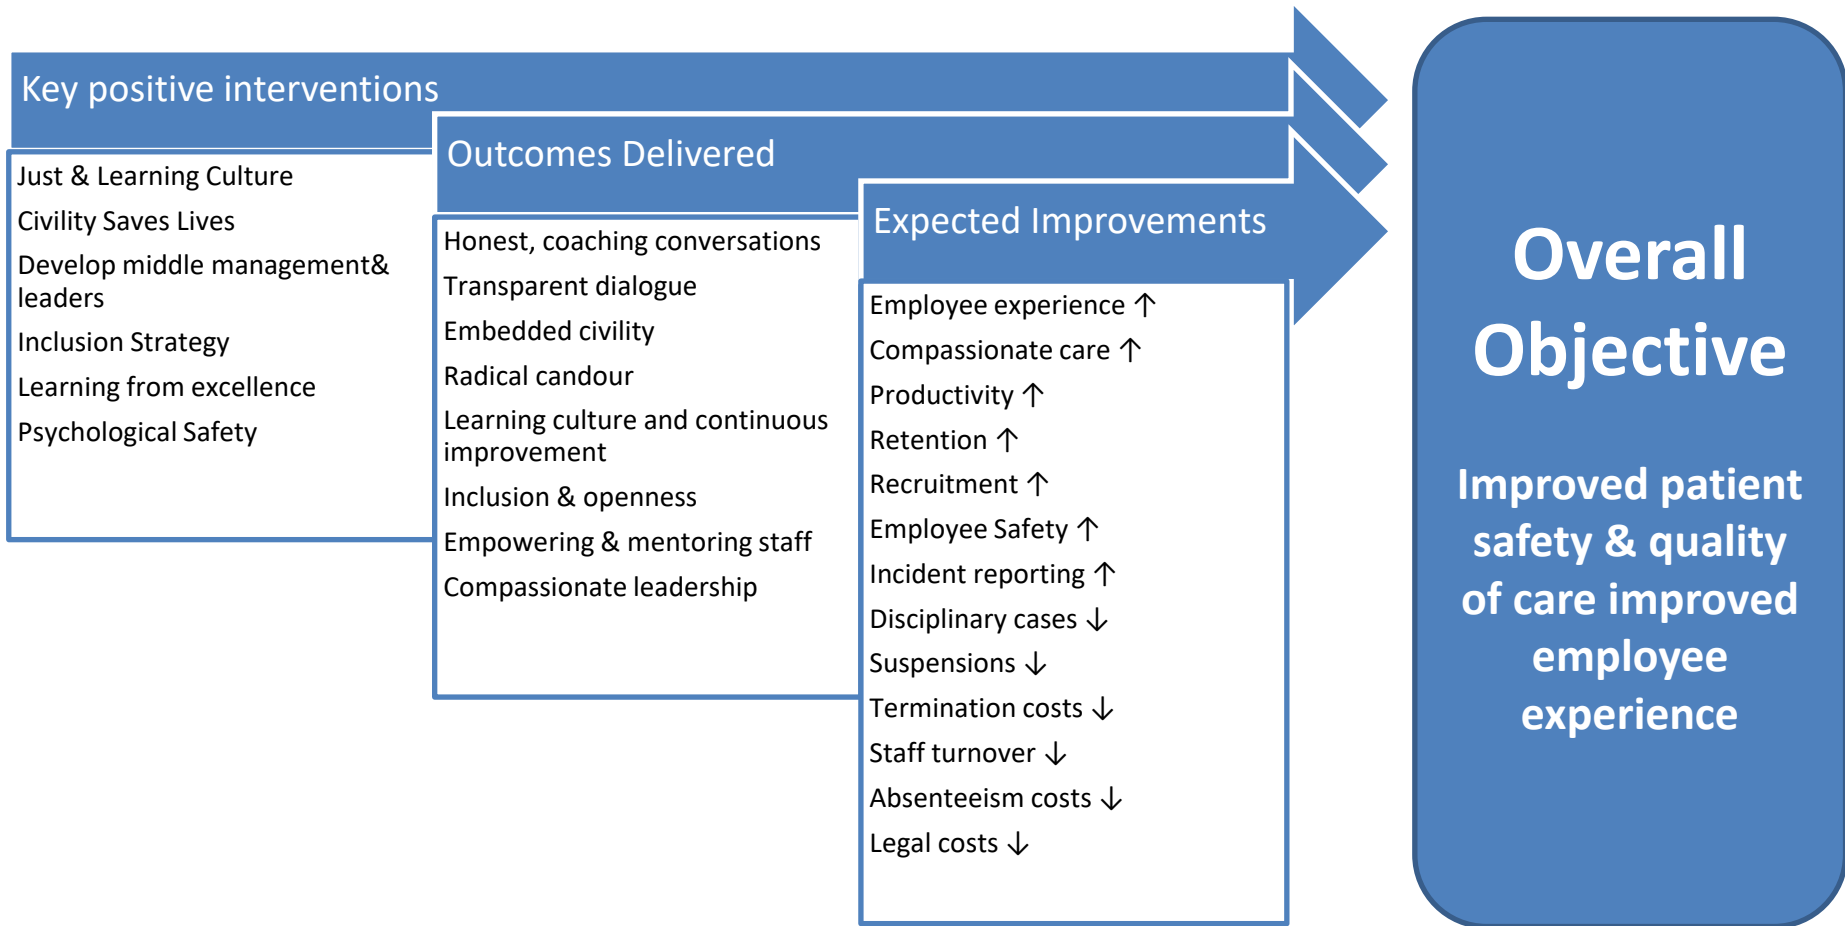 Key positive interventions
Just & Learning Culture
Civility Saves Lives
Develop middle management&
leaders
Inclusion Strategy
Learning from excellence
Psychological Safety
Outcomes Delivered
Honest, coaching conversations
Transparent dialogue
Embedded civility
Radical candour
Learning culture and continuous
improvement
Inclusion & openness
Empowering & mentoring staff
Compassionate leadership
Expected Improvements
Employee experience ↑
Compassionate care ↑
Productivity ↑
Retention ↑
Recruitment ↑
Employee Safety ↑
Incident reporting ↑
Disciplinary cases ↓
Suspensions ↓
Termination costs ↓
Staff turnover ↓
Absenteeism costs ↓
Legal costs ↓
Overall
Objective
Improved patient
safety & quality
of care improved
employee
experience